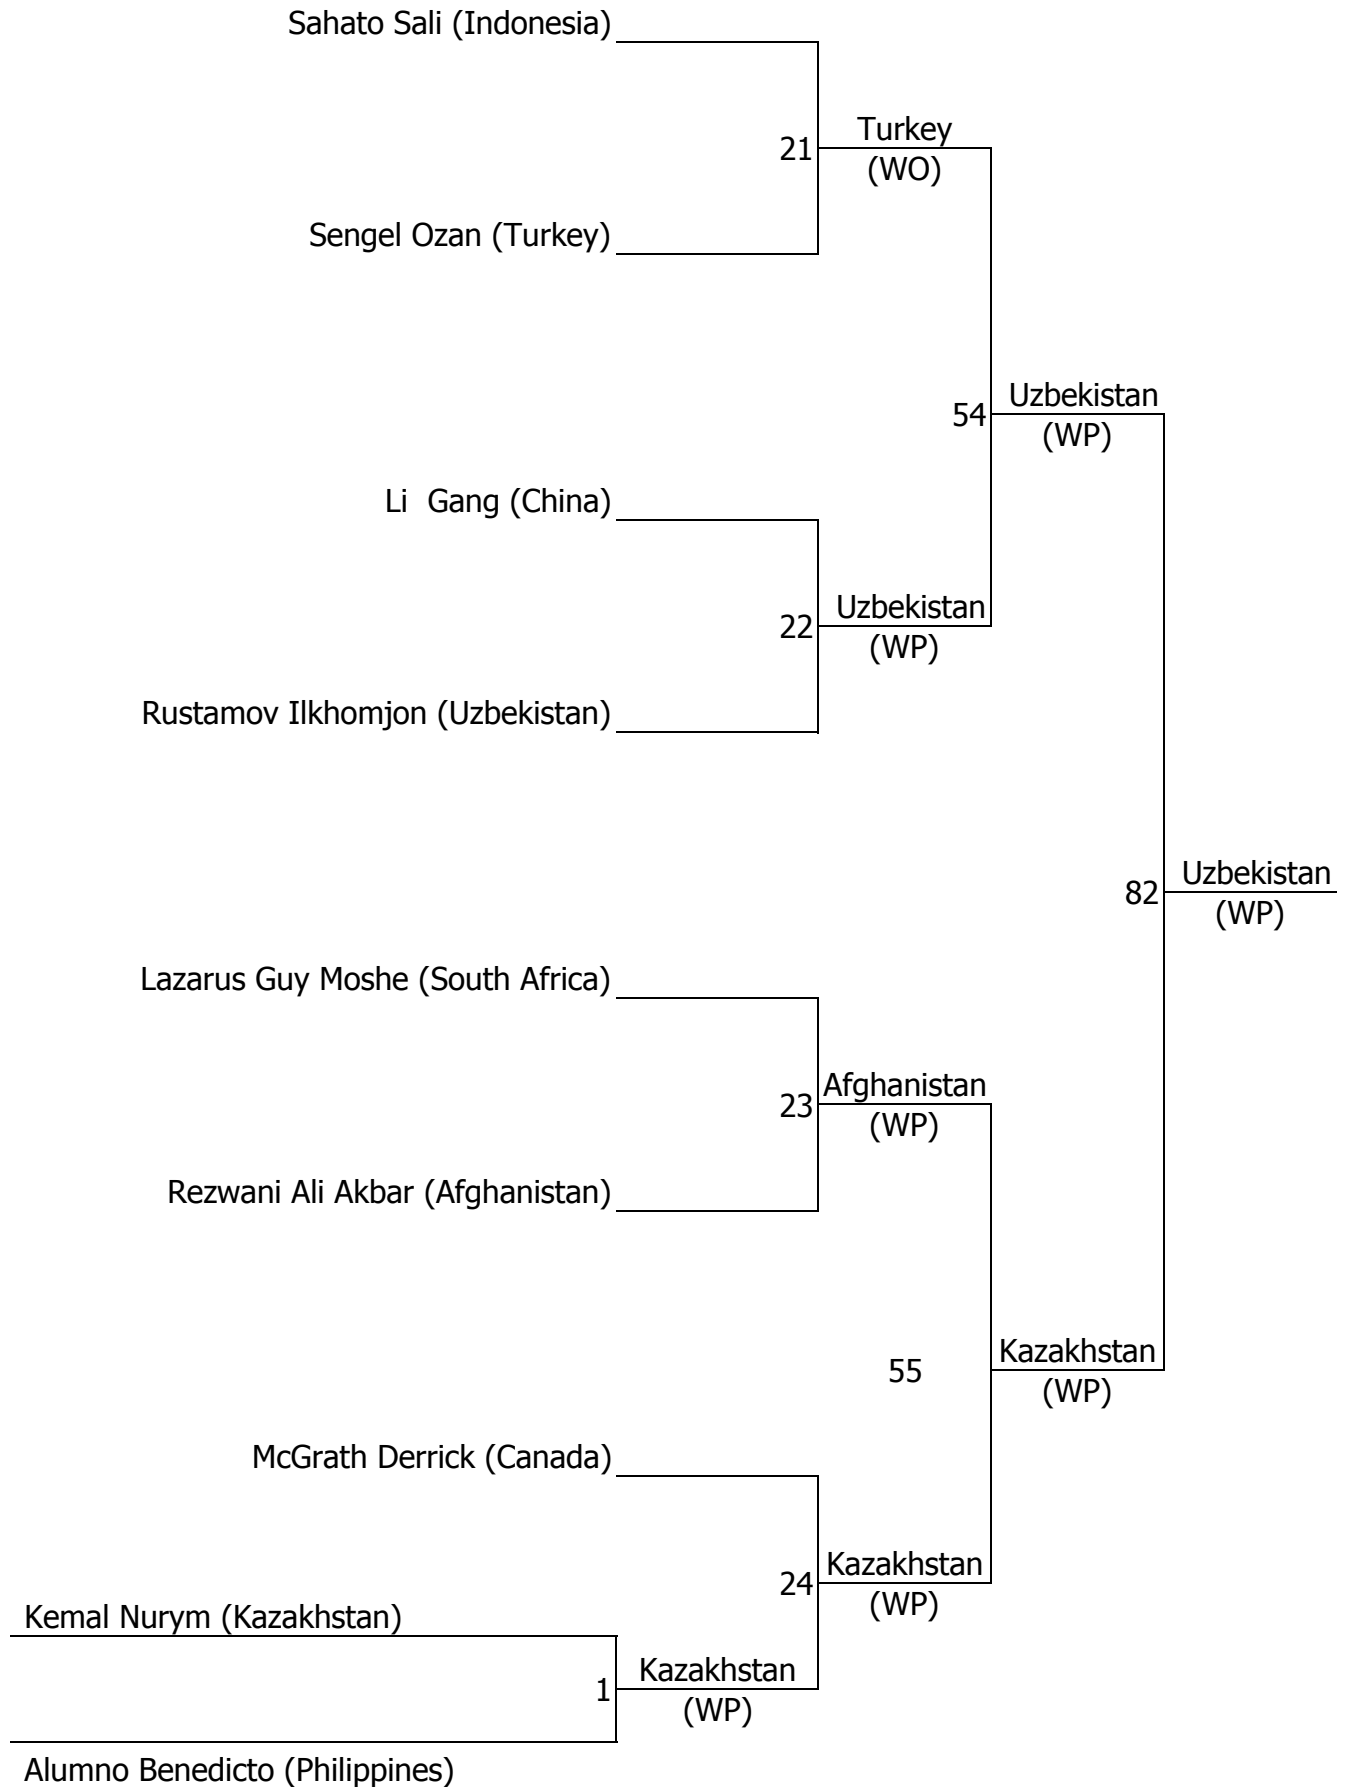 Sahato Sali (Indonesia)
Turkey
21
(WO)
Sengel Ozan (Turkey)
Uzbekistan
54
(WP)
Li  Gang (China)
Uzbekistan
22
(WP)
Rustamov Ilkhomjon (Uzbekistan)
Uzbekistan
82
(WP)
Lazarus Guy Moshe (South Africa)
Afghanistan
23
(WP)
Rezwani Ali Akbar (Afghanistan)
Kazakhstan
55
(WP)
McGrath Derrick (Canada)
Kazakhstan
24
(WP)
Kemal Nurym (Kazakhstan)
Kazakhstan
1
(WP)
Alumno Benedicto (Philippines)